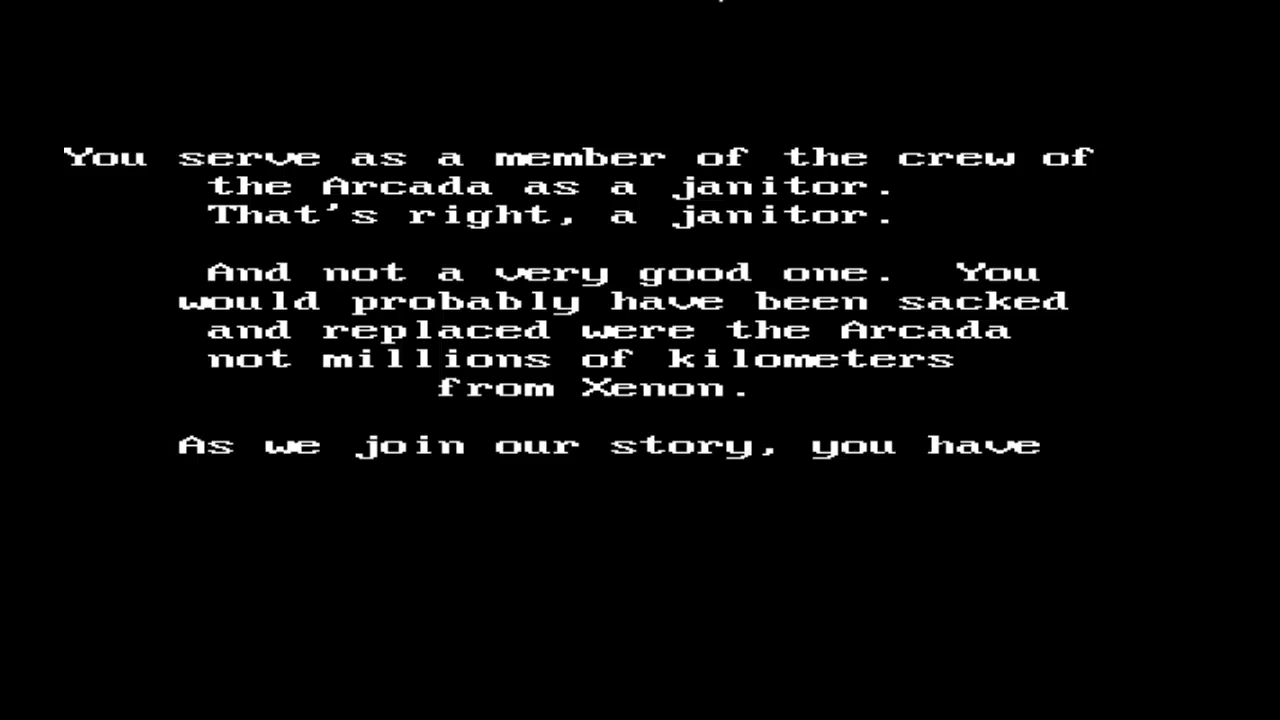 You serve as a member of the crew of
the Arcada as a janitor.
That's right, a janitor.
And not a very good one.  You
would probably have been sacked
and replaced were the Arcada
not millions of kilometers
from Xenon.
As we join our story, you have